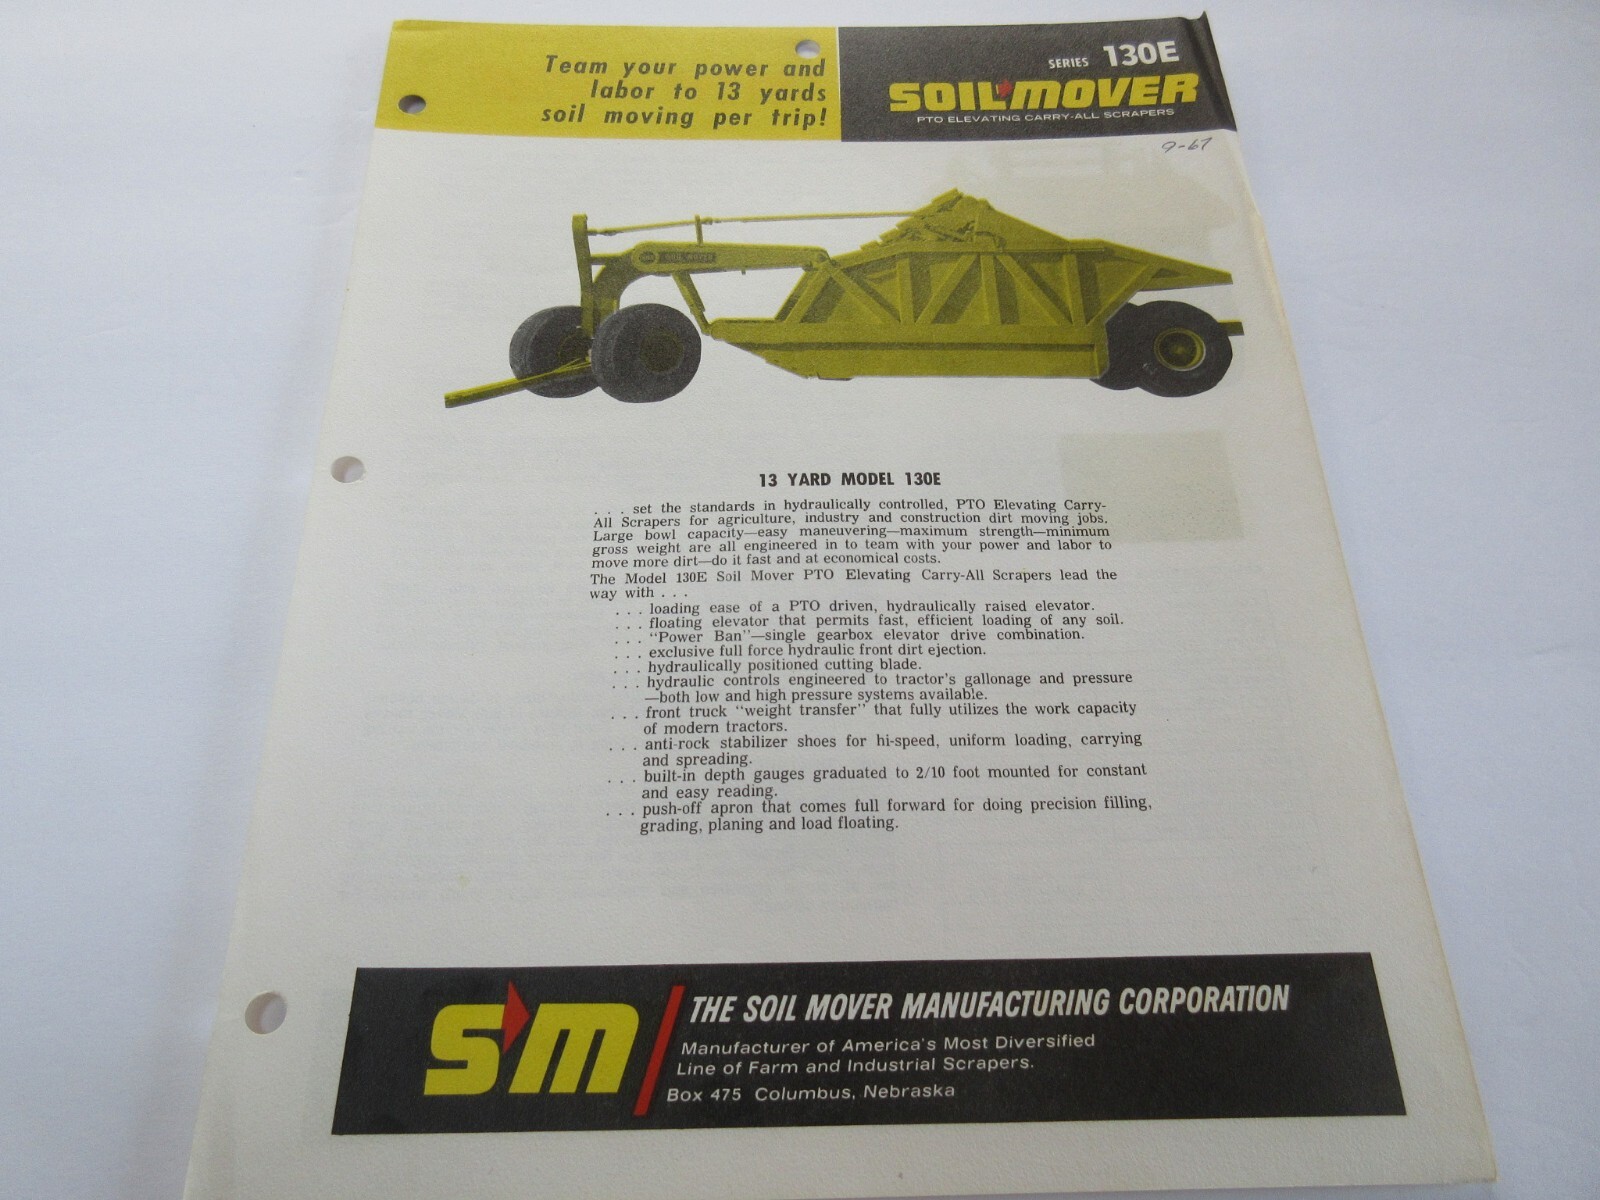 Team your power and
labor to 13 yards
soil moving per trip!
SERIES 130E
SOIL MOVER
PTO ELEVATING CARRY-ALL SCRAPERS
9-67
SOIL MOVER
13 YARD MODEL 130E
. . . set the standards in hydraulically controlled, PTO Elevating Carry-
All Scrapers for agriculture, industry and construction dirt moving jobs.
Large bowl capacity—easy maneuvering—maximum strength—minimum
gross weight are all engineered in to team with your power and labor to
move more dirt—do it fast and at economical costs.
The Model 130E Soil Mover PTO Elevating Carry-All Scrapers lead the
way with . . .
. . . loading ease of a PTO driven, hydraulically raised elevator.
. . . floating elevator that permits fast, efficient loading of any soil.
. . . "Power Ban"—single gearbox elevator drive combination.
. . . exclusive full force hydraulic front dirt ejection.
. . . hydraulically positioned cutting blade.
. . . hydraulic controls engineered to tractor's gallonage and pressure
—both low and high pressure systems available.
. . . front truck "weight transfer" that fully utilizes the work capacity
of modern tractors.
. . . anti-rock stabilizer shoes for hi-speed, uniform loading, carrying
and spreading.
. . . built-in depth gauges graduated to 2/10 foot mounted for constant
and easy reading.
. . . push-off apron that comes full forward for doing precision filling,
grading, planing and load floating.
SM
THE SOIL MOVER MANUFACTURING CORPORATION
Manufacturer of America's Most Diversified
Line of Farm and Industrial Scrapers.
Box 475 Columbus, Nebraska